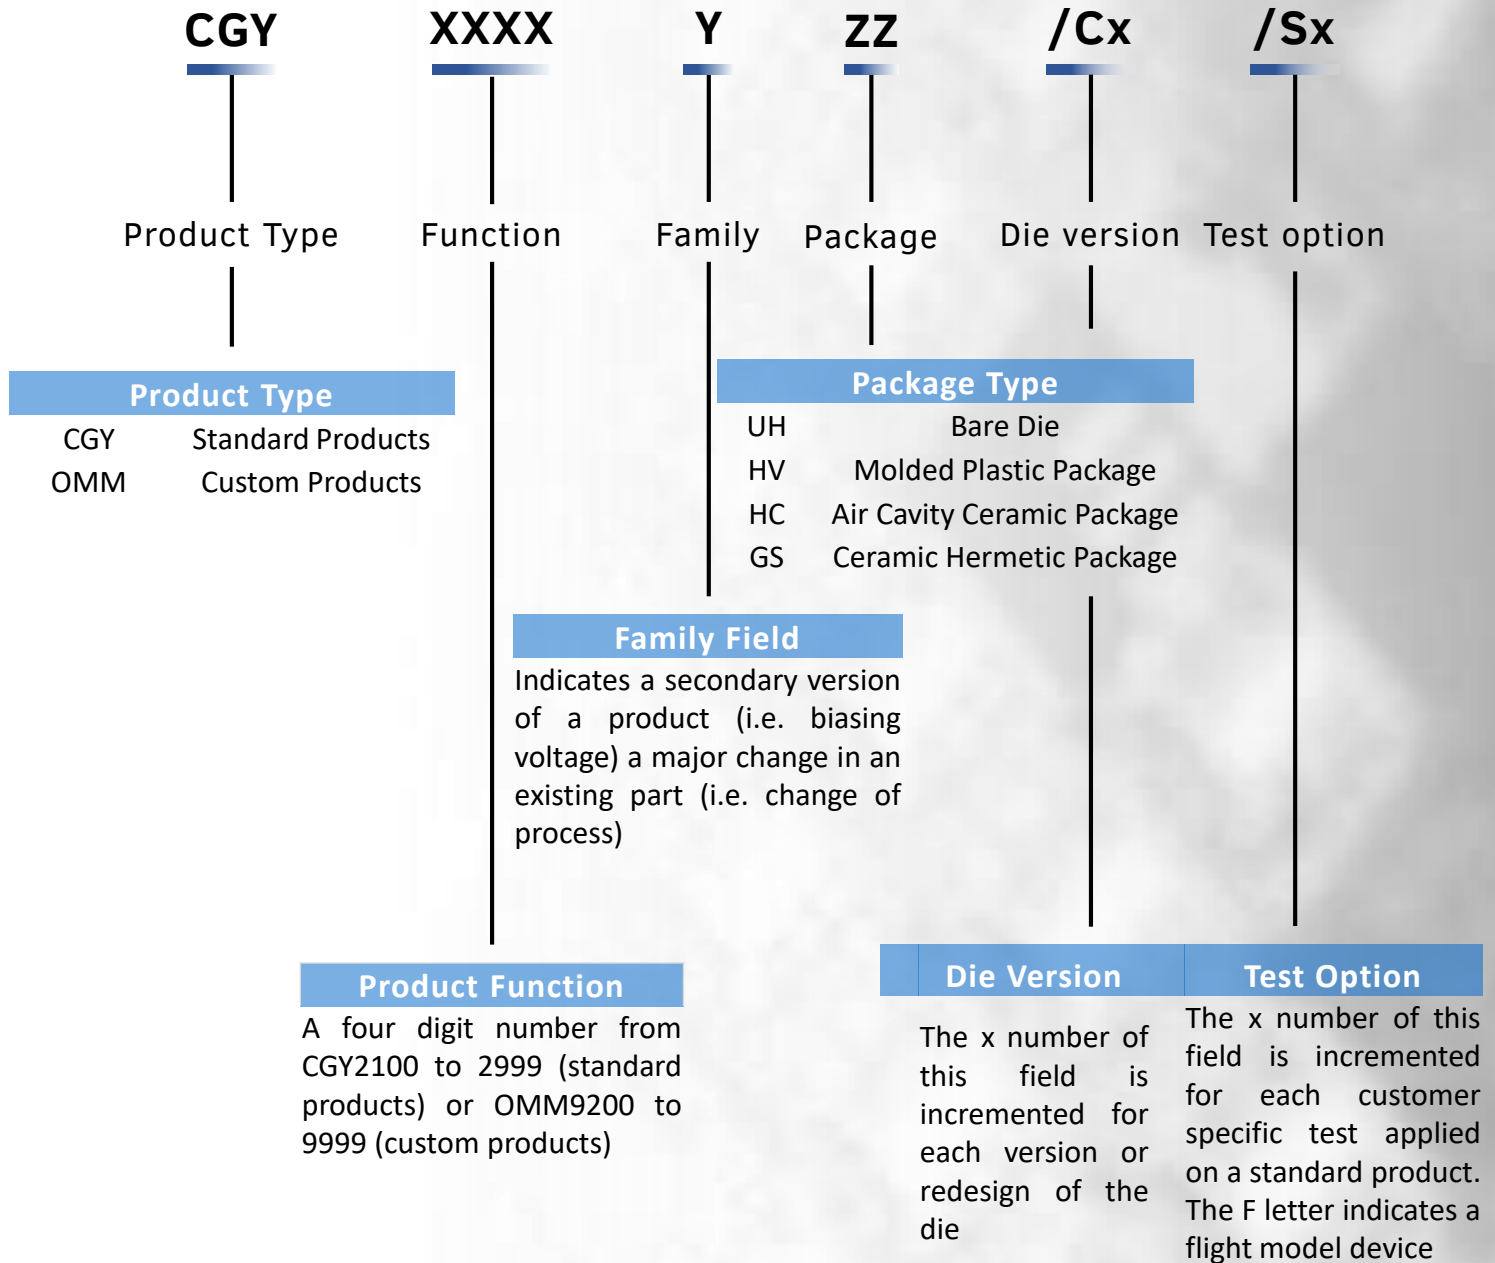 CGY XXXX Y ZZ /Cx /Sx
Product Type Function Family Package Die version Test option
Product Type
CGY Standard Products
OMM Custom Products
Package Type
UH Bare Die
HV Molded Plastic Package
HC Air Cavity Ceramic Package
GS Ceramic Hermetic Package
Family Field
Indicates a secondary version
of a product (i.e. biasing
voltage) a major change in an
existing part (i.e. change of
process)
Product Function
A four digit number from
CGY2100 to 2999 (standard
products) or OMM9200 to
9999 (custom products)
Die Version
The x number of
this field is
incremented for
each version or
redesign of the
die
Test Option
The x number of this
field is incremented
for each customer
specific test applied
on a standard product.
The F letter indicates a
flight model device